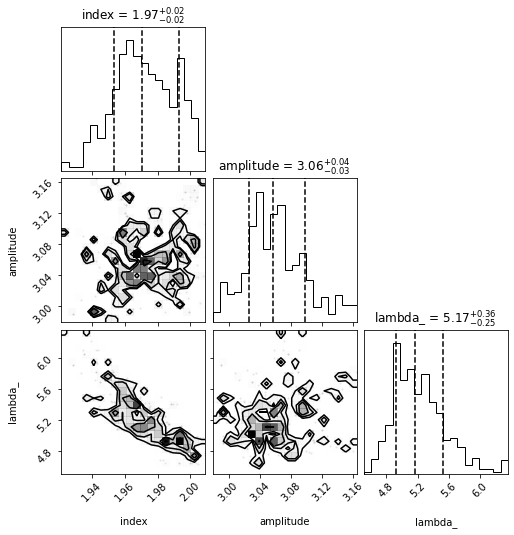 index = 1.97+0.02−0.02
amplitude = 3.06+0.04−0.03
3.16
3.12
3.08
3.04
3.00
amplitude
lambda_ = 5.17+0.36−0.25
6.0
5.6
5.2
4.8
lambda_
1.94 1.96 1.98 2.00
3.00 3.04 3.08 3.12 3.16
4.8 5.2 5.6 6.0
index amplitude lambda_